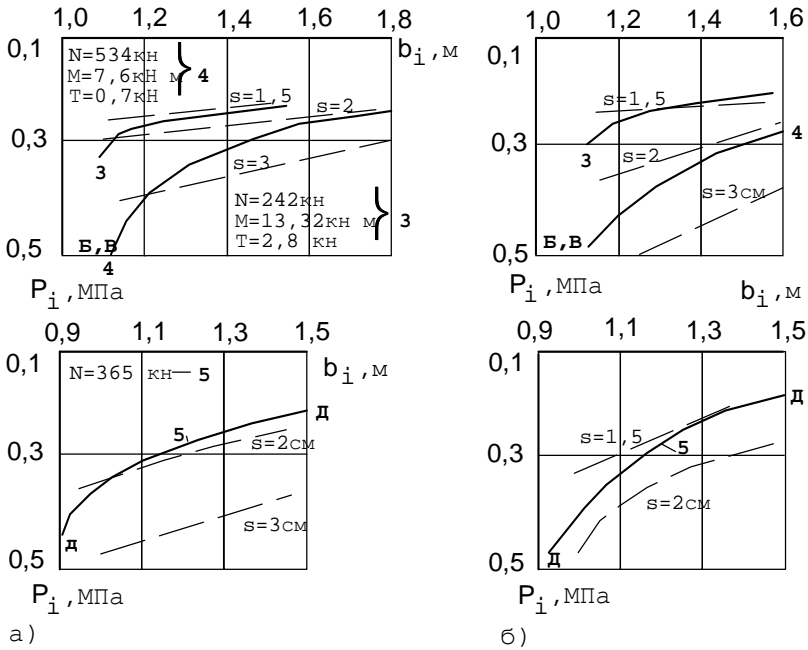 1,0 1,2 1,4 1,6 1,8
0,1
b i ,м
N=534кн
M=7,6кН м
T=0,7кН
4
s=1,5
s=2
0,3
3
s=3
N=242кн
M=13,32кн м
T=2,8 кн
3
Б,В
4
0,5
P i ,МПа
1,0 1,2 1,4 1,6
0,1
s=1,5
4
0,3
3
s=2
s=3см
Б,В
0,5
P i ,МПа
b i ,м
0,9 1,1 1,3 1,5
0,1
N=365 кн 5
b i ,м
Д
5
s=2см
0,3
s=3см
д
0,5
P i ,МПа
а)
0,9 1,1 1,3 1,5
0,1
Д
s=1,5
5
0,3
s=2см
Д
0,5
P i ,МПа
б)